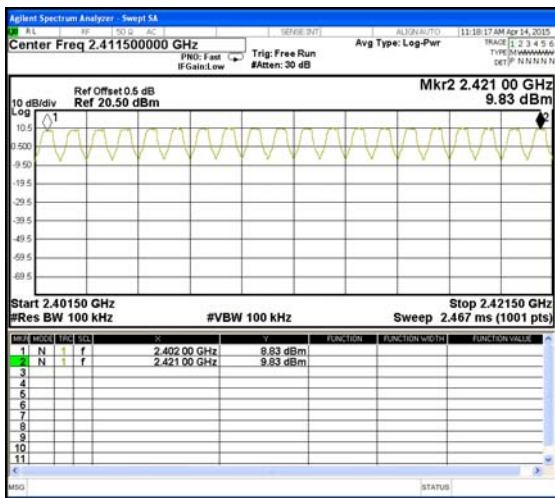 Agilent Spectrum Analyzer - Swept SA
RL RF 50 Ω AC SENSE:INT ALIGN AUTO 11:18:17 AM Apr 14, 2015
Center Freq 2.411500000 GHz
PNO: Fast
IFGain:Low
Trig: Free Run
#Atten: 30 dB
Avg Type: Log-Pwr
TRACE 1 2 3 4 5 6
TYPE M
DET P N N N N N
Mkr2 2.421 00 GHz
9.83 dBm
Ref Offset 0.5 dB
10 dB/div Ref 20.50 dBm
Log
1
2
10.5
0.500
-9.50
-19.5
-29.5
-39.5
-49.5
-59.5
-69.5
Start 2.40150 GHz Stop 2.42150 GHz
#Res BW 100 kHz #VBW 100 kHz Sweep 2.467 ms (1001 pts)
MKR MODE TRC SCL X Y FUNCTION FUNCTION WIDTH FUNCTION VALUE
1 N 1 f 2.402 00 GHz 8.83 dBm
2 N 1 f 2.421 00 GHz 9.83 dBm
3
4
5
6
7
8
9
10
11
MSG STATUS